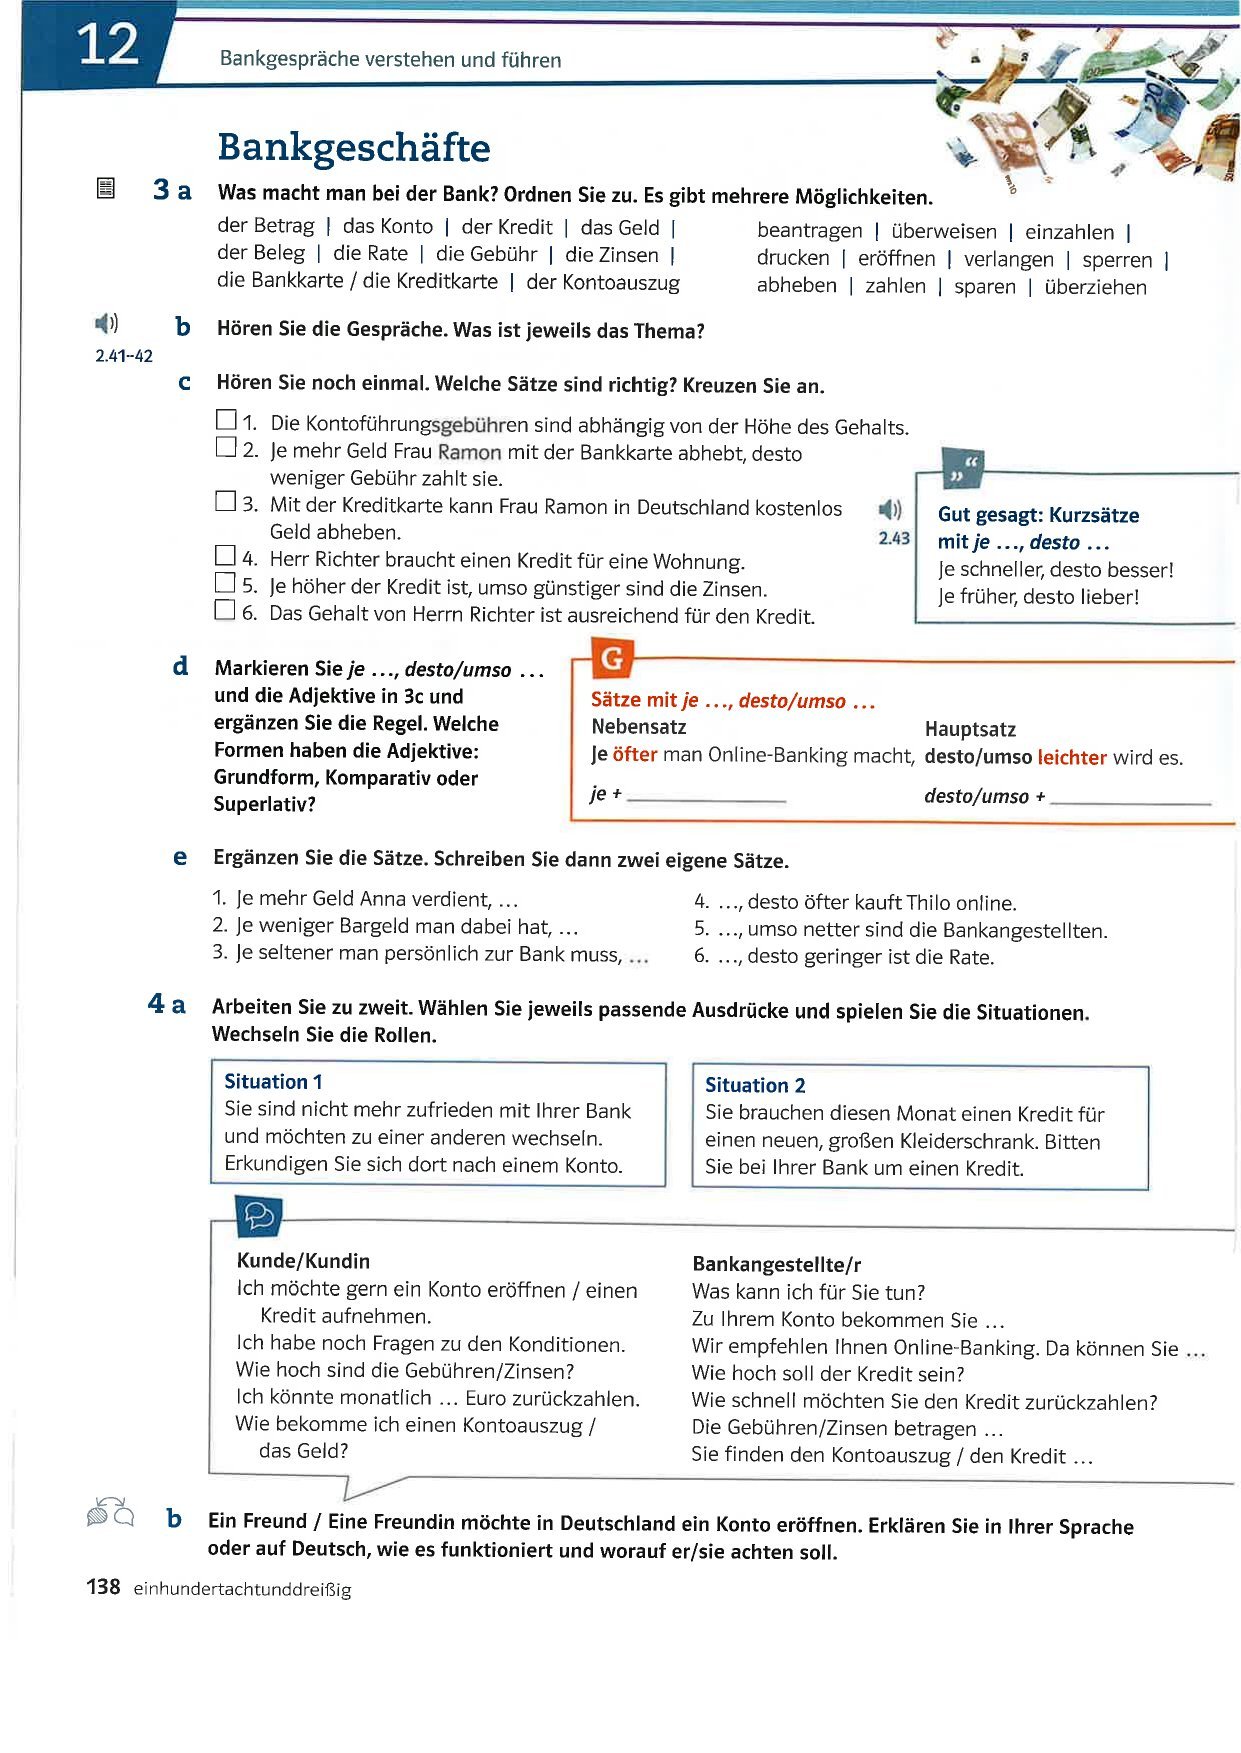 12
Bankgespräche verstehen und führen
Bankgeschäfte
3 a Was macht man bei der Bank? Ordnen Sie zu. Es gibt mehrere Möglichkeiten.
der Betrag | das Konto | der Kredit | das Geld |
der Beleg | die Rate | die Gebühr | die Zinsen |
die Bankkarte / die Kreditkarte | der Kontoauszug
beantragen | überweisen | einzahlen |
drucken | eröffnen | verlangen | sperren |
abheben | zahlen | sparen | überziehen
b Hören Sie die Gespräche. Was ist jeweils das Thema?
2.41–42
c Hören Sie noch einmal. Welche Sätze sind richtig? Kreuzen Sie an.
1. Die Kontoführungsgebühren sind abhängig von der Höhe des Gehalts.
2. Je mehr Geld Frau Ramon mit der Bankkarte abhebt, desto
weniger Gebühr zahlt sie.
3. Mit der Kreditkarte kann Frau Ramon in Deutschland kostenlos
Geld abheben.
4. Herr Richter braucht einen Kredit für eine Wohnung.
5. Je höher der Kredit ist, umso günstiger sind die Zinsen.
6. Das Gehalt von Herrn Richter ist ausreichend für den Kredit.
2.43
Gut gesagt: Kurzsätze
mit je ..., desto ...
Je schneller, desto besser!
Je früher, desto lieber!
d Markieren Sie je ..., desto/umso ...
und die Adjektive in 3c und
ergänzen Sie die Regel. Welche
Formen haben die Adjektive:
Grundform, Komparativ oder
Superlativ?
G
Sätze mit je ..., desto/umso ...
Nebensatz Hauptsatz
Je öfter man Online-Banking macht, desto/umso leichter wird es.
je + ____________ desto/umso + ____________
e Ergänzen Sie die Sätze. Schreiben Sie dann zwei eigene Sätze.
1. Je mehr Geld Anna verdient, ...
2. Je weniger Bargeld man dabei hat, ...
3. Je seltener man persönlich zur Bank muss, ...
4. ..., desto öfter kauft Thilo online.
5. ..., umso netter sind die Bankangestellten.
6. ..., desto geringer ist die Rate.
4 a Arbeiten Sie zu zweit. Wählen Sie jeweils passende Ausdrücke und spielen Sie die Situationen.
Wechseln Sie die Rollen.
Situation 1
Sie sind nicht mehr zufrieden mit Ihrer Bank
und möchten zu einer anderen wechseln.
Erkundigen Sie sich dort nach einem Konto.
Situation 2
Sie brauchen diesen Monat einen Kredit für
einen neuen, großen Kleiderschrank. Bitten
Sie bei Ihrer Bank um einen Kredit.
Kunde/Kundin
Ich möchte gern ein Konto eröffnen / einen
Kredit aufnehmen.
Ich habe noch Fragen zu den Konditionen.
Wie hoch sind die Gebühren/Zinsen?
Ich könnte monatlich ... Euro zurückzahlen.
Wie bekomme ich einen Kontoauszug /
das Geld?
Bankangestellte/r
Was kann ich für Sie tun?
Zu Ihrem Konto bekommen Sie ...
Wir empfehlen Ihnen Online-Banking. Da können Sie ...
Wie hoch soll der Kredit sein?
Wie schnell möchten Sie den Kredit zurückzahlen?
Die Gebühren/Zinsen betragen ...
Sie finden den Kontoauszug / den Kredit ...
b Ein Freund / Eine Freundin möchte in Deutschland ein Konto eröffnen. Erklären Sie in Ihrer Sprache
oder auf Deutsch, wie es funktioniert und worauf er/sie achten soll.
138 einhundertachtunddreißig